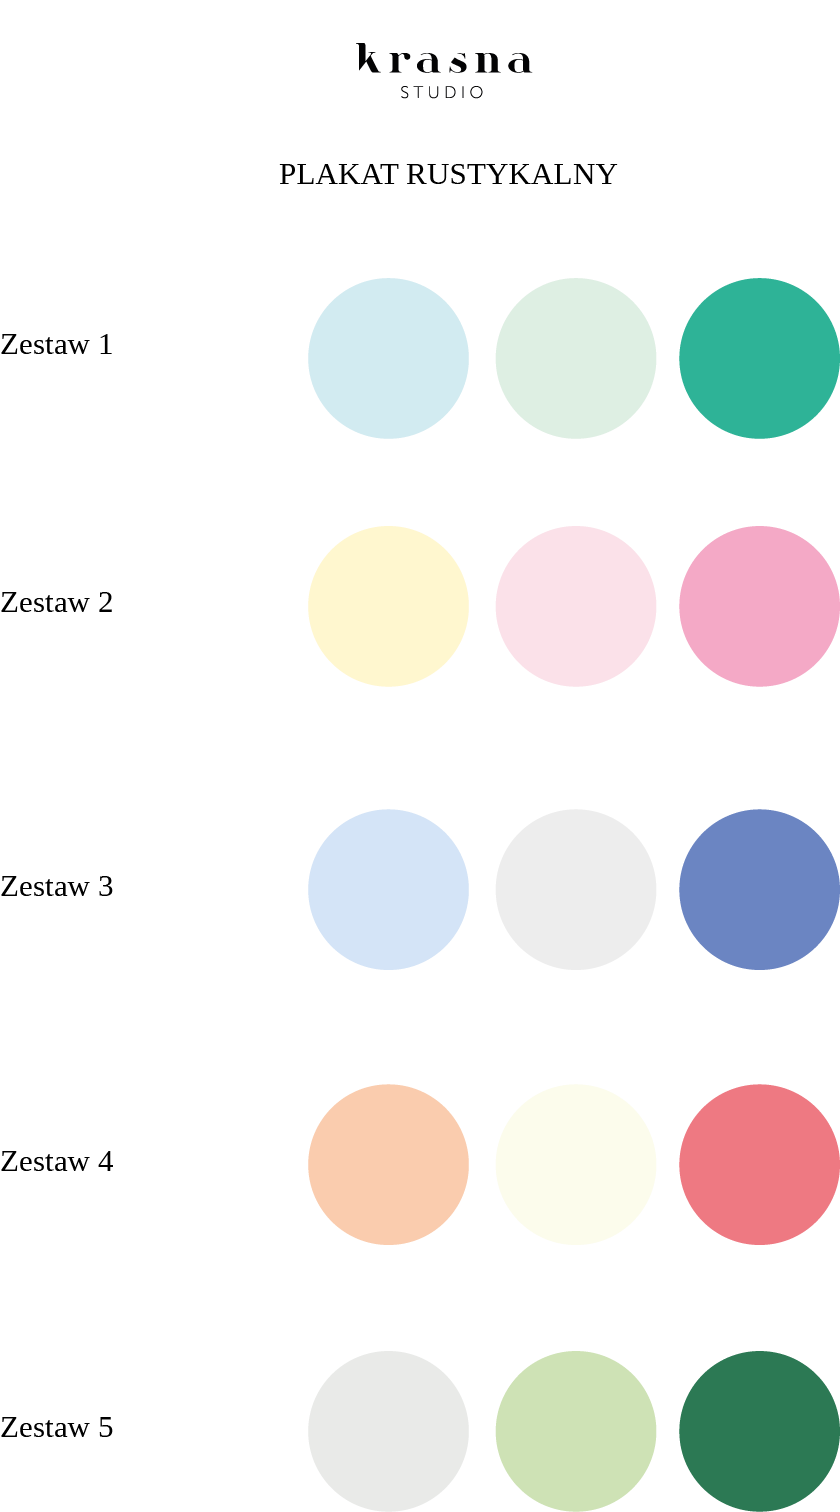 krasna
STUDIO
PLAKAT RUSTYKALNY
Zestaw 1
Zestaw 2
Zestaw 3
Zestaw 4
Zestaw 5